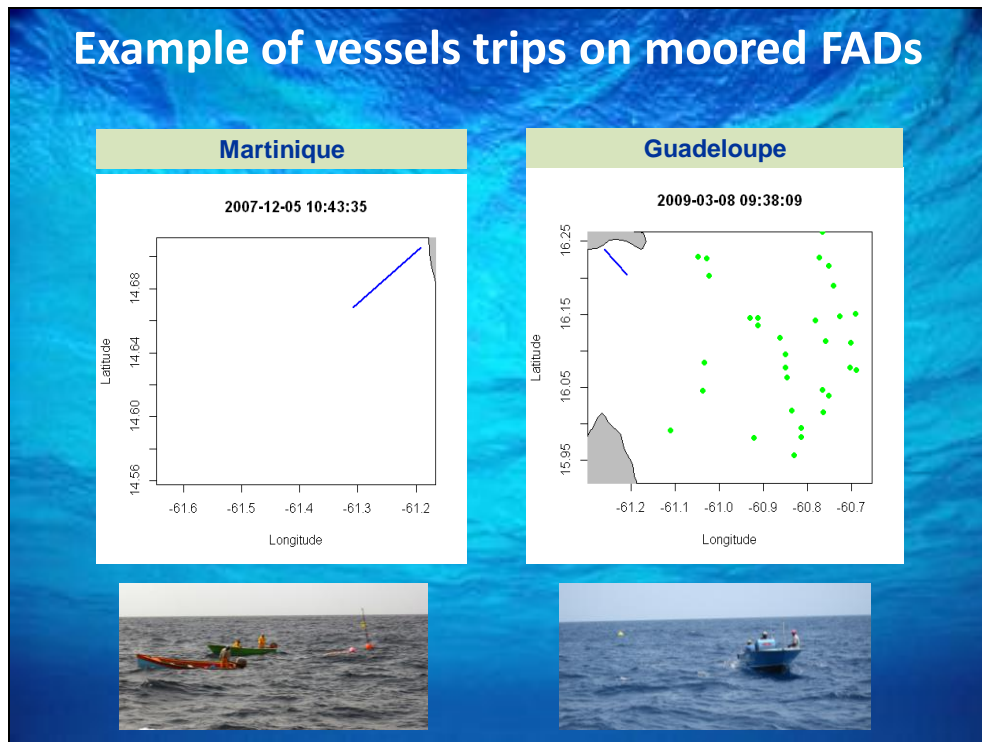 Example of vessels trips on moored FADs
Martinique
2007-12-05 10:43:35
Latitude
14.68
14.64
14.60
14.56
-61.6 -61.5 -61.4 -61.3 -61.2
Longitude
Guadeloupe
2009-03-08 09:38:09
Latitude
16.25
16.15
16.05
15.95
-61.2 -61.1 -61.0 -60.9 -60.8 -60.7
Longitude